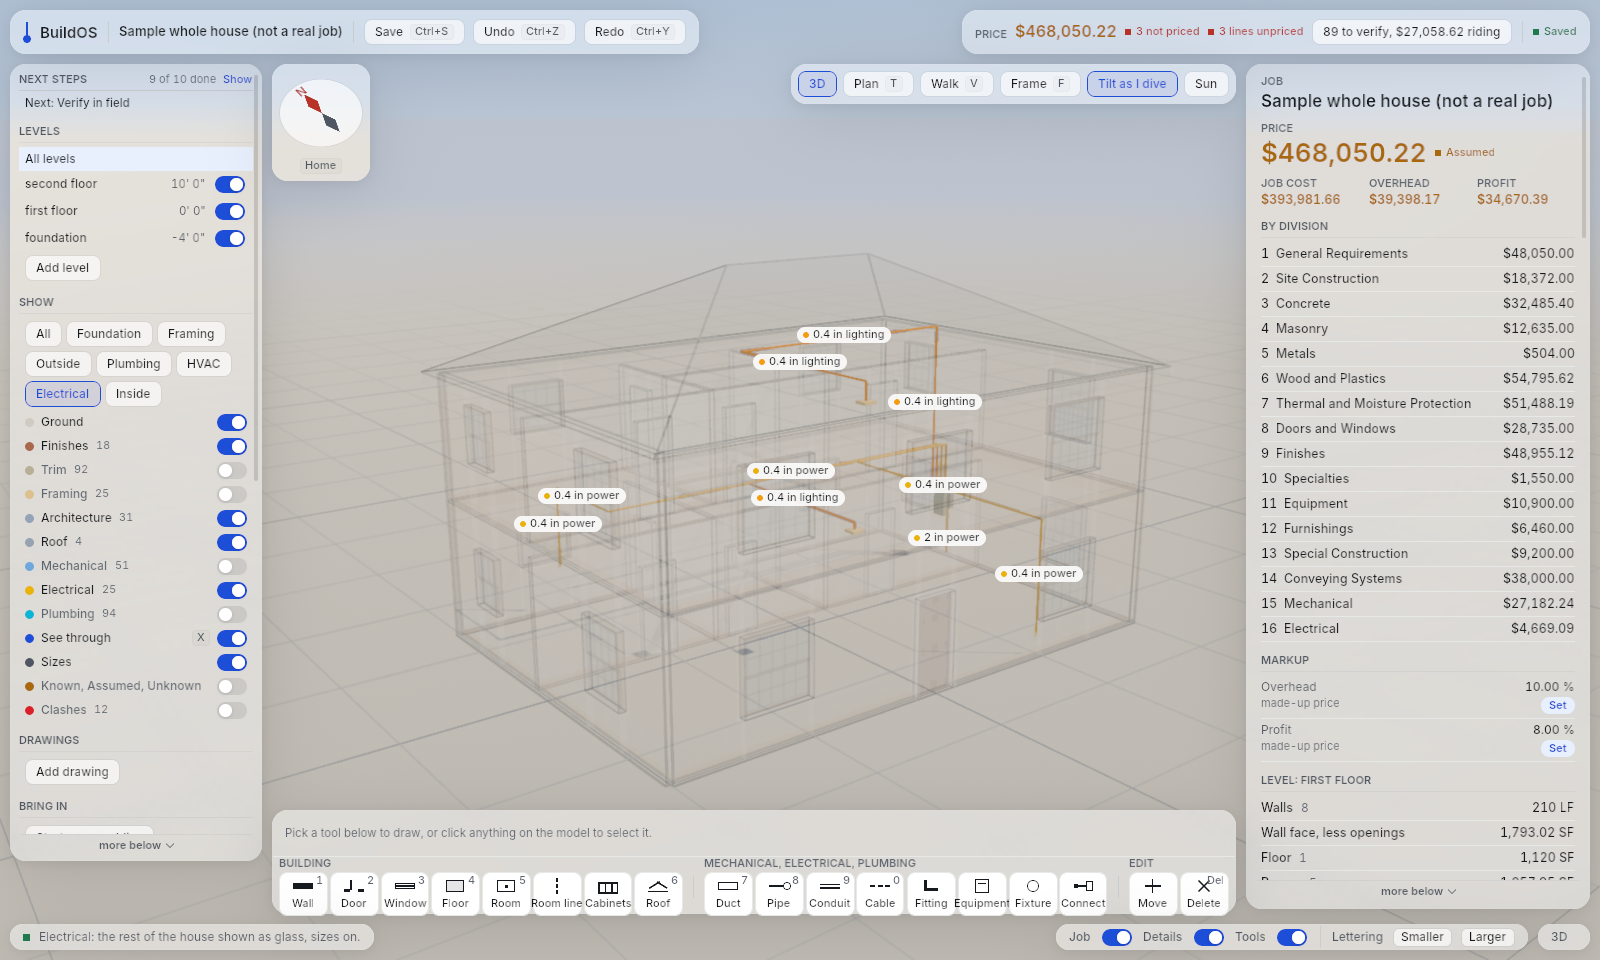 BuildOS
Sample whole house (not a real job)
Save Ctrl+S
Undo Ctrl+Z
Redo Ctrl+Y
PRICE $468,050.22
3 not priced
3 lines unpriced
89 to verify, $27,058.62 riding
Saved
NEXT STEPS 9 of 10 done Show
Next: Verify in field
LEVELS
All levels
second floor 10' 0"
first floor 0' 0"
foundation -4' 0"
Add level
SHOW
All Foundation Framing
Outside Plumbing HVAC
Electrical Inside
Ground
Finishes 18
Trim 92
Framing 25
Architecture 31
Roof 4
Mechanical 51
Electrical 25
Plumbing 94
See through X
Sizes
Known, Assumed, Unknown
Clashes 12
DRAWINGS
Add drawing
BRING IN
more below
N
Home
3D Plan T Walk V Frame F Tilt as I dive Sun
0.4 in lighting
0.4 in lighting
0.4 in lighting
0.4 in power
0.4 in power
0.4 in power
0.4 in lighting
0.4 in power
2 in power
0.4 in power
Pick a tool below to draw, or click anything on the model to select it.
BUILDING
1 Wall
2 Door
3 Window
4 Floor
5 Room
Room line
Cabinets
6 Roof
MECHANICAL, ELECTRICAL, PLUMBING
7 Duct
8 Pipe
9 Conduit
0 Cable
Fitting
Equipment
Fixture
Connect
EDIT
Move
Del Delete
JOB
Sample whole house (not a real job)
PRICE
$468,050.22 Assumed
JOB COST OVERHEAD PROFIT
$393,981.66 $39,398.17 $34,670.39
BY DIVISION
1 General Requirements $48,050.00
2 Site Construction $18,372.00
3 Concrete $32,485.40
4 Masonry $12,635.00
5 Metals $504.00
6 Wood and Plastics $54,795.62
7 Thermal and Moisture Protection $51,488.19
8 Doors and Windows $28,735.00
9 Finishes $48,955.12
10 Specialties $1,550.00
11 Equipment $10,900.00
12 Furnishings $6,460.00
13 Special Construction $9,200.00
14 Conveying Systems $38,000.00
15 Mechanical $27,182.24
16 Electrical $4,669.09
MARKUP
Overhead 10.00 %
made-up price Set
Profit 8.00 %
made-up price Set
LEVEL: FIRST FLOOR
Walls 8 210 LF
Wall face, less openings 1,793.02 SF
Floor 1 1,120 SF
more below
Electrical: the rest of the house shown as glass, sizes on.
Job Details Tools Lettering Smaller Larger 3D